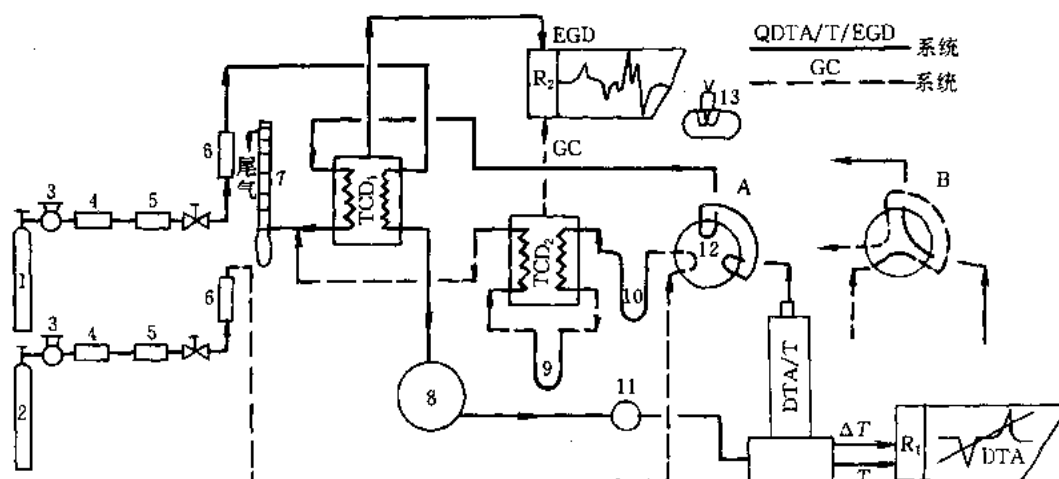 EGD
QDTA/T/EGD
系统
GC
系统
R₂
13
6
尾气
7
TCD₁
GC
A
B
3
4
5
12
TCD₂
1
6
10
3
4
5
9
DTA/T
2
8
11
ΔT
R₁
DTA
T